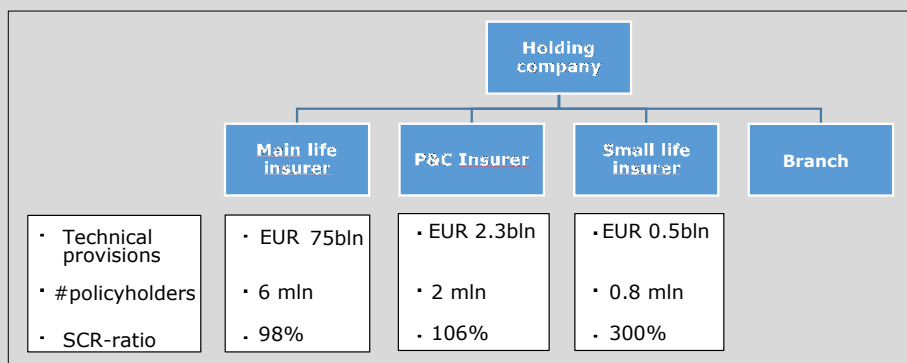 Holding
company
Main life
insurer
P&C Insurer
Small life
insurer
Branch
· Technical
provisions
· #policyholders
· SCR-ratio
· EUR 75bln
· 6 mln
· 98%
· EUR 2.3bln
· 2 mln
· 106%
· EUR 0.5bln
· 0.8 mln
· 300%